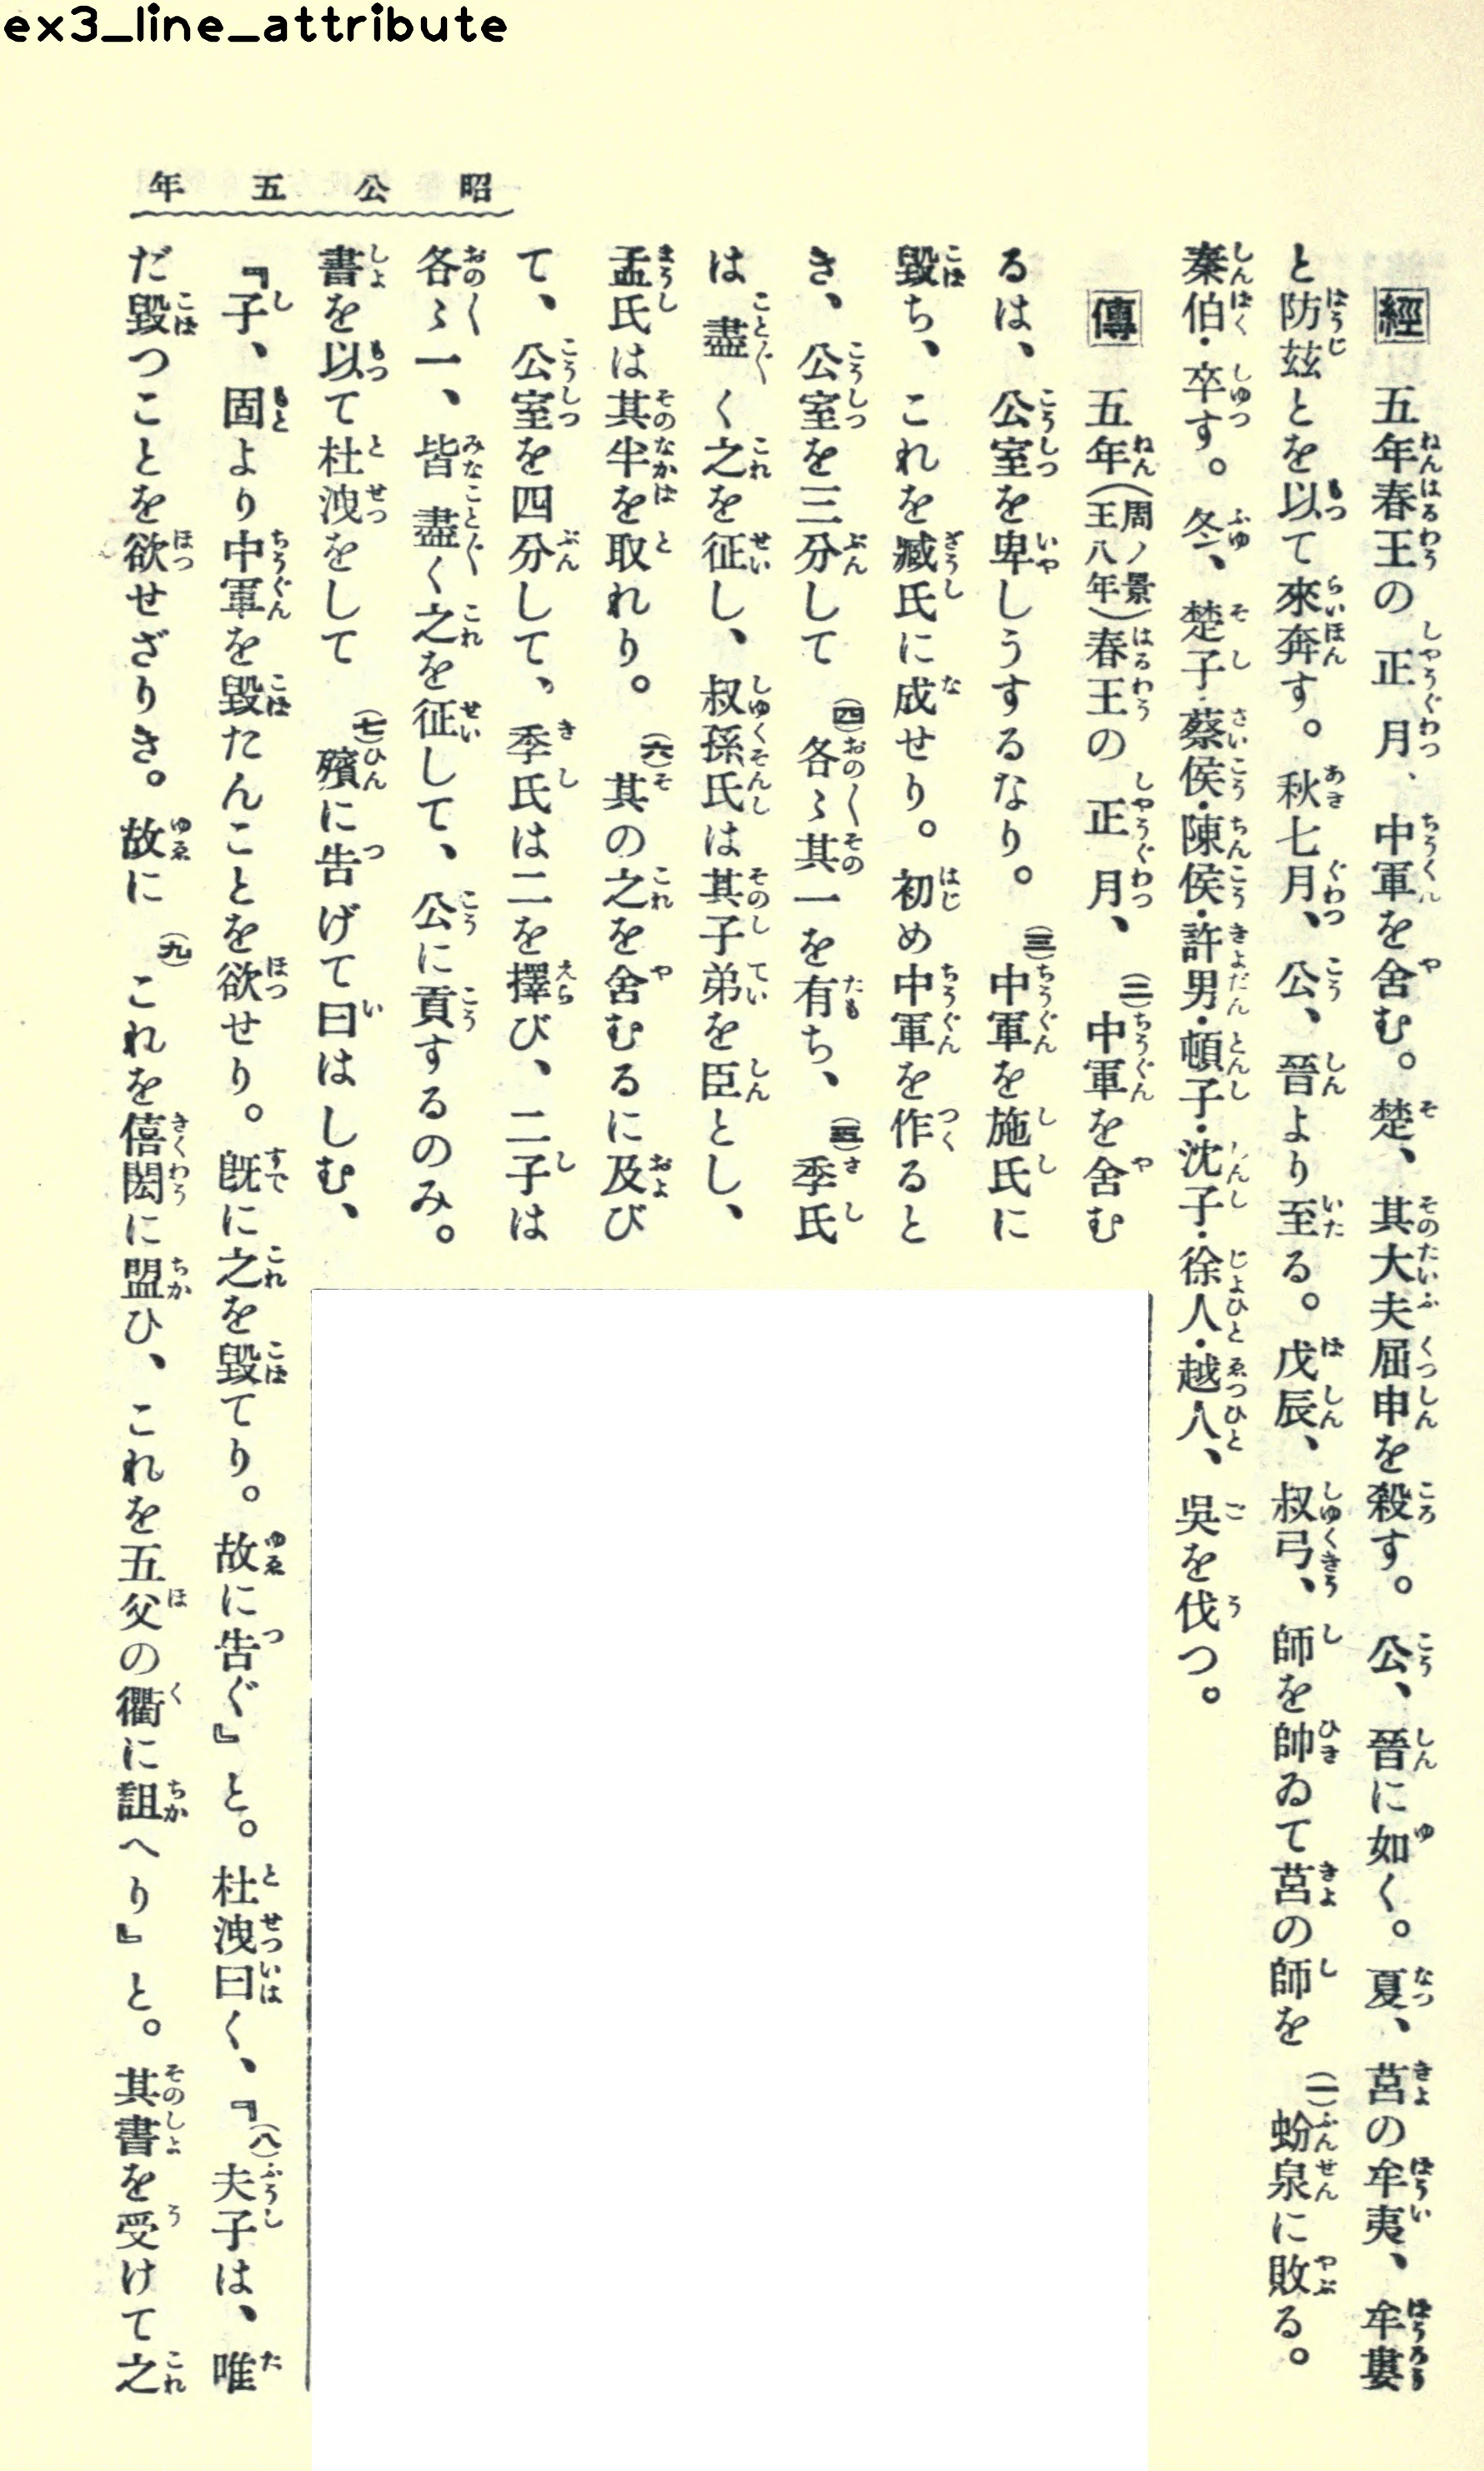 ex3_line_attribute
昭公五年
經 五年春王の正月、中軍を舍む。楚、其大夫屈申を殺す。公、晉に如く。夏、莒の牟夷、牟婁
と防玆とを以て來奔す。秋七月、公、晉より至る。戊辰、叔弓、師を帥ゐて莒の師を(一)蚡泉に敗る。
秦伯・卒す。冬、楚子・蔡侯・陳侯・許男・頓子・沈子・徐人・越人、吳を伐つ。
傳 五年(周ノ景王八年)春王の正月、(二)中軍を舍む
るは、公室を卑しうするなり。(三)中軍を施氏に
毀ち、これを臧氏に成せり。初め中軍を作ると
き、公室を三分して(四)各〻其一を有ち、(五)季氏
は盡く之を征し、叔孫氏は其子弟を臣とし、
孟氏は其半を取れり。(六)其の之を舍むるに及び
て、公室を四分して、季氏は二を擇び、二子は
各〻一、皆盡く之を征して、公に貢するのみ。
書を以て杜洩をして(七)殯に告げて曰はしむ、
『子、固より中軍を毀たんことを欲せり。既に之を毀てり。故に告ぐ』と。杜洩曰く、『(八)夫子は、唯
だ毀つことを欲せざりき。故に(九)これを僖閎に盟ひ、これを五父の衢に詛へり』と。其書を受けて之